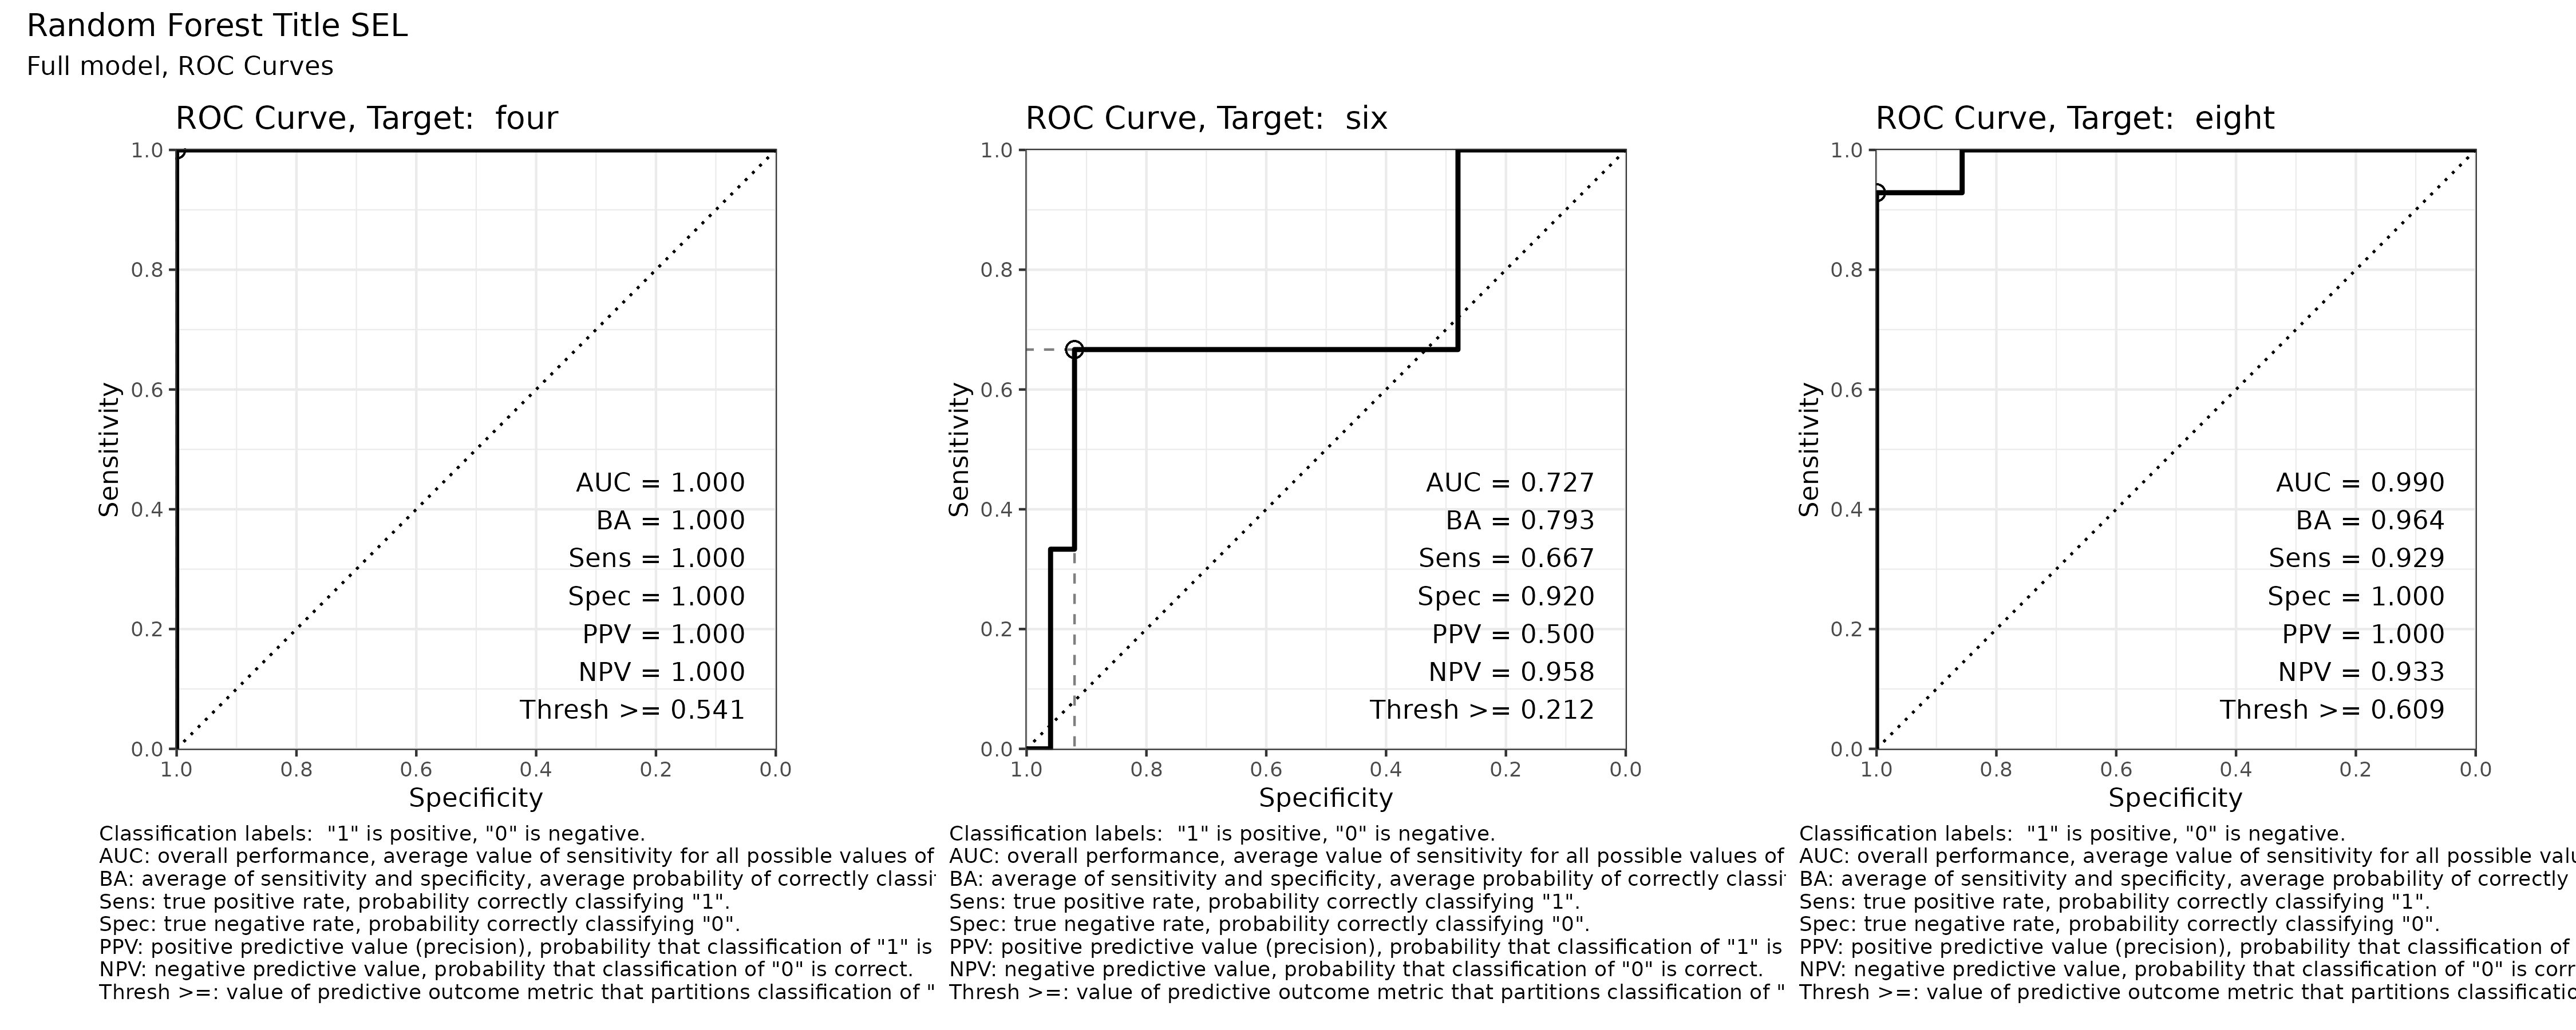 Random Forest Title SEL
Full model, ROC Curves
ROC Curve, Target:  four
1.0
0.8
0.6
0.4
0.2
0.0
Sensitivity
AUC = 1.000
BA = 1.000
Sens = 1.000
Spec = 1.000
PPV = 1.000
NPV = 1.000
Thresh >= 0.541
1.0 0.8 0.6 0.4 0.2 0.0
Specificity
Classification labels:  "1" is positive, "0" is negative.
AUC: overall performance, average value of sensitivity for all possible values of
BA: average of sensitivity and specificity, average probability of correctly classi
Sens: true positive rate, probability correctly classifying "1".
Spec: true negative rate, probability correctly classifying "0".
PPV: positive predictive value (precision), probability that classification of "1" is
NPV: negative predictive value, probability that classification of "0" is correct.
Thresh >=: value of predictive outcome metric that partitions classification of "
ROC Curve, Target:  six
1.0
0.8
0.6
0.4
0.2
0.0
Sensitivity
AUC = 0.727
BA = 0.793
Sens = 0.667
Spec = 0.920
PPV = 0.500
NPV = 0.958
Thresh >= 0.212
1.0 0.8 0.6 0.4 0.2 0.0
Specificity
Classification labels:  "1" is positive, "0" is negative.
AUC: overall performance, average value of sensitivity for all possible values of
BA: average of sensitivity and specificity, average probability of correctly classi
Sens: true positive rate, probability correctly classifying "1".
Spec: true negative rate, probability correctly classifying "0".
PPV: positive predictive value (precision), probability that classification of "1" is
NPV: negative predictive value, probability that classification of "0" is correct.
Thresh >=: value of predictive outcome metric that partitions classification of "
ROC Curve, Target:  eight
1.0
0.8
0.6
0.4
0.2
0.0
Sensitivity
AUC = 0.990
BA = 0.964
Sens = 0.929
Spec = 1.000
PPV = 1.000
NPV = 0.933
Thresh >= 0.609
1.0 0.8 0.6 0.4 0.2 0.0
Specificity
Classification labels:  "1" is positive, "0" is negative.
AUC: overall performance, average value of sensitivity for all possible valu
BA: average of sensitivity and specificity, average probability of correctly
Sens: true positive rate, probability correctly classifying "1".
Spec: true negative rate, probability correctly classifying "0".
PPV: positive predictive value (precision), probability that classification of
NPV: negative predictive value, probability that classification of "0" is corr
Thresh >=: value of predictive outcome metric that partitions classificatio